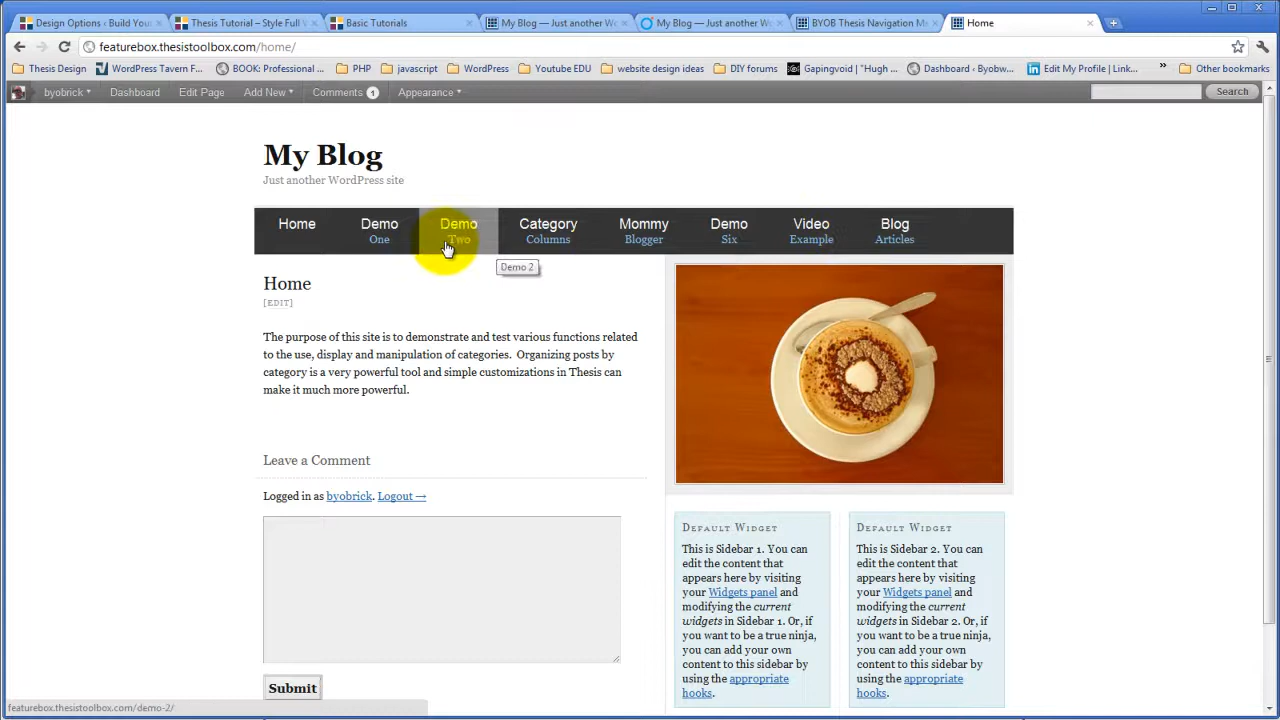 Design Options ‹ Build Your
Thesis Tutorial – Style Full W
Basic Tutorials
My Blog — Just another Wo
My Blog — Just another Wo
BYOB Thesis Navigation Me
Home
featurebox.thesistoolbox.com/home/
Thesis Design
WordPress Tavern F...
BOOK: Professional ...
PHP
javascript
WordPress
Youtube EDU
website design ideas
DIY forums
Gapingvoid | "Hugh ...
Dashboard ‹ Byobw...
Edit My Profile | Link...
»
Other bookmarks
byobrick
Dashboard
Edit Page
Add New
Comments 1
Appearance
Search
My Blog
Just another WordPress site
Home
Demo
Demo
Category
Mommy
Demo
Video
Blog
One
Two
Columns
Blogger
Six
Example
Articles
Demo 2
Home
[EDIT]
The purpose of this site is to demonstrate and test various functions related
to the use, display and manipulation of categories. Organizing posts by
category is a very powerful tool and simple customizations in Thesis can
make it much more powerful.
Leave a Comment
Logged in as byobrick. Logout →
Submit
Default Widget
This is Sidebar 1. You can
edit the content that
appears here by visiting
your Widgets panel and
modifying the current
widgets in Sidebar 1. Or, if
you want to be a true ninja,
you can add your own
content to this sidebar by
using the appropriate
hooks.
Default Widget
This is Sidebar 2. You can
edit the content that
appears here by visiting
your Widgets panel and
modifying the current
widgets in Sidebar 2. Or, if
you want to be a true ninja,
you can add your own
content to this sidebar by
using the appropriate
hooks.
featurebox.thesistoolbox.com/demo-2/